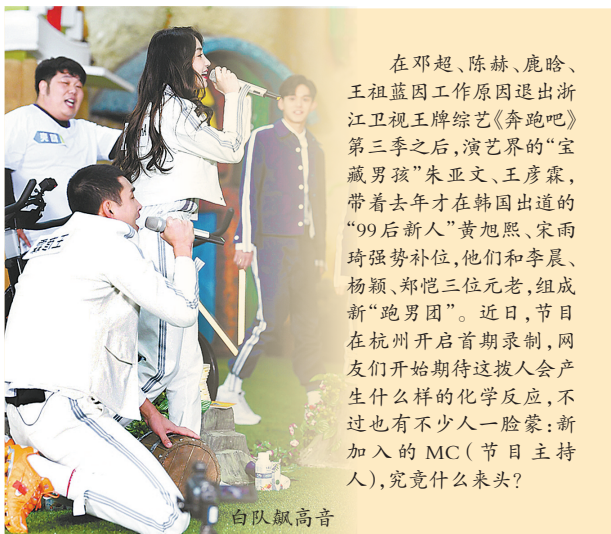 在邓超、陈赫、鹿晗、
王祖蓝因工作原因退出浙
江卫视王牌综艺《奔跑吧》
第三季之后,演艺界的“宝
藏男孩”朱亚文、王彦霖,
带着去年才在韩国出道的
“99后新人”黄旭熙、宋雨
琦强势补位,他们和李晨、
杨颖、郑恺三位元老,组成
新“跑男团”。近日,节目
在杭州开启首期录制,网
友们开始期待这拨人会产
生什么样的化学反应,不
过也有不少人一脸蒙:新
加入的MC(节目主持
人),究竟什么来头?
白队飙高音